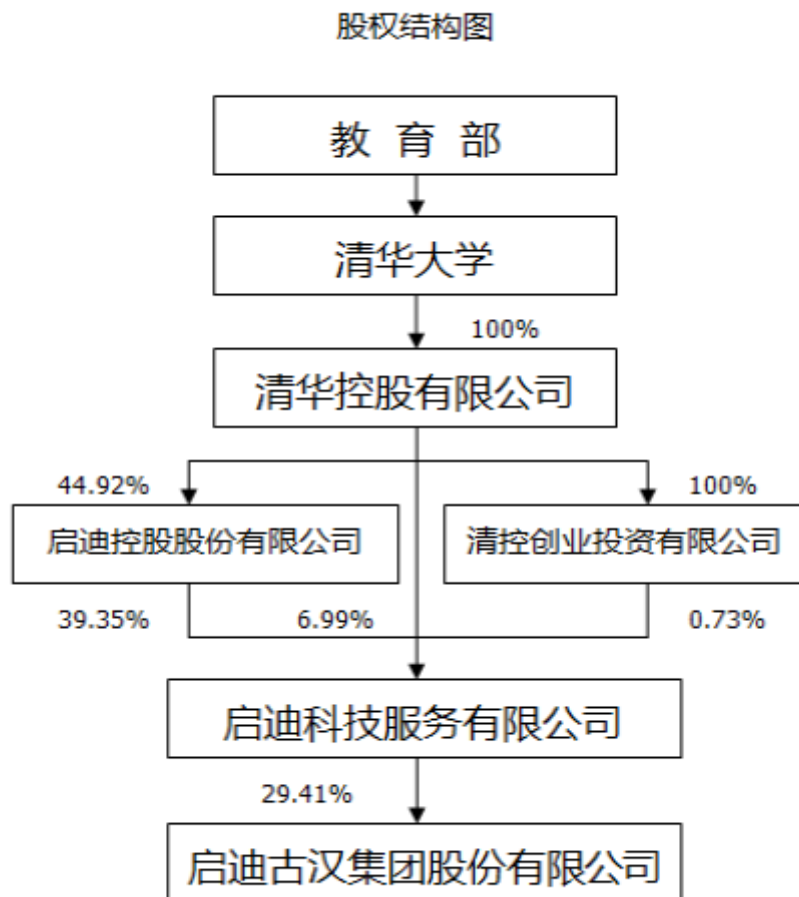 股权结构图
教 育 部
清华大学
100%
清华控股有限公司
44.92%
100%
启迪控股股份有限公司
清控创业投资有限公司
39.35%
6.99%
0.73%
启迪科技服务有限公司
29.41%
启迪古汉集团股份有限公司